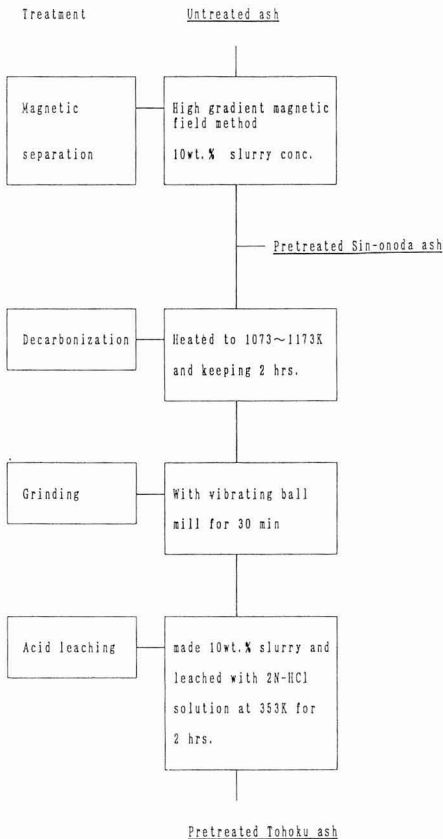 Treatment
Untreated ash
Magnetic
separation
High gradient magnetic
field method
10wt.% slurry conc.
Pretreated Sin-onoda ash
Decarbonization
Heated to 1073～1173K
and keeping 2 hrs.
Grinding
With vibrating ball
mill for 30 min
Acid leaching
made 10wt.% slurry and
leached with 2N-HCl
solution at 353K for
2 hrs.
Pretreated Tohoku ash